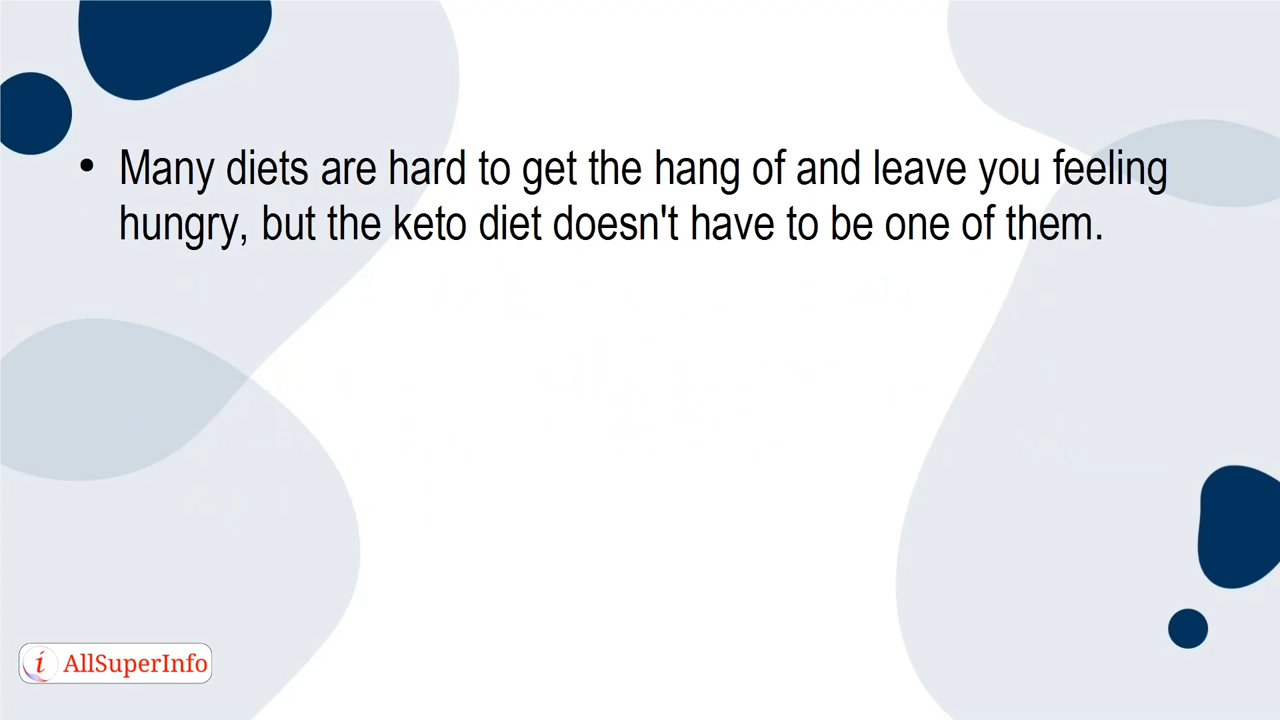 • Many diets are hard to get the hang of and leave you feeling
hungry, but the keto diet doesn't have to be one of them.
i AllSuperInfo